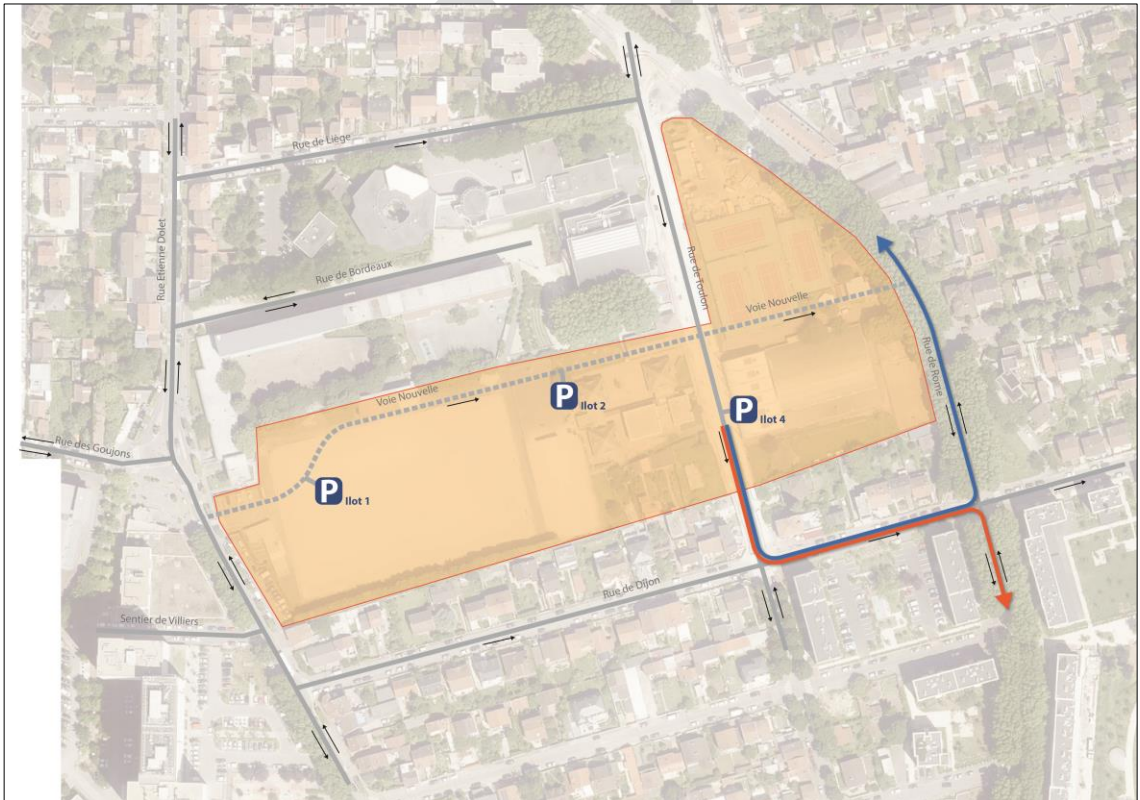 Rue de Liège
Rue Etienne Dolet
Rue de Bordeaux
Rue de Toulon
Voie Nouvelle
Rue de Rome
Voie Nouvelle
P Ilot 2
P Ilot 4
Rue des Goujons
P Ilot 1
Rue de Dijon
Sentier de Villiers